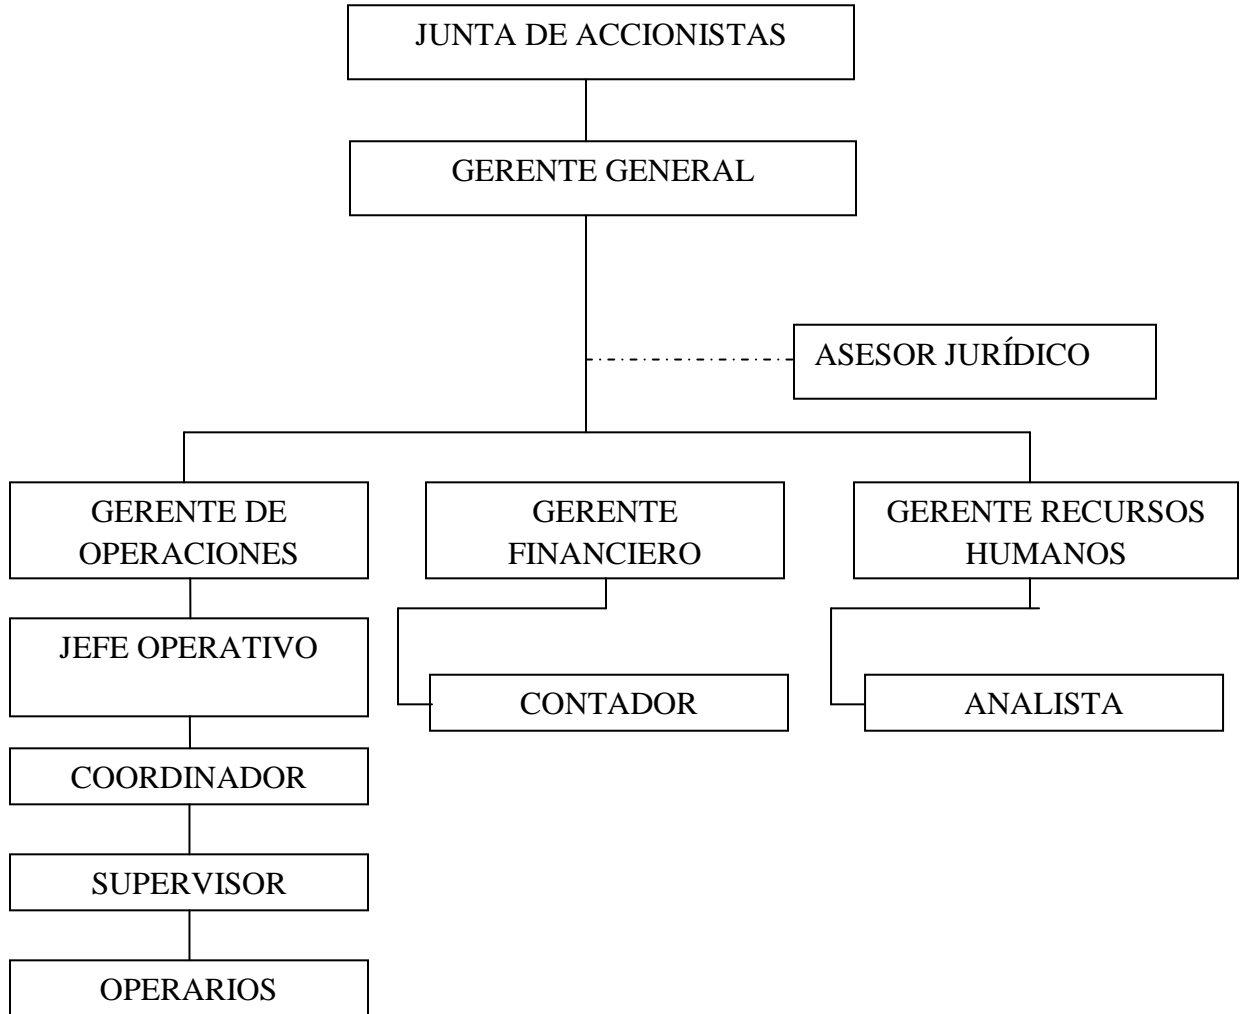 JUNTA DE ACCIONISTAS
GERENTE GENERAL
ASESOR JURÍDICO
GERENTE DE
OPERACIONES
GERENTE
FINANCIERO
GERENTE RECURSOS
HUMANOS
JEFE OPERATIVO
CONTADOR
ANALISTA
COORDINADOR
SUPERVISOR
OPERARIOS